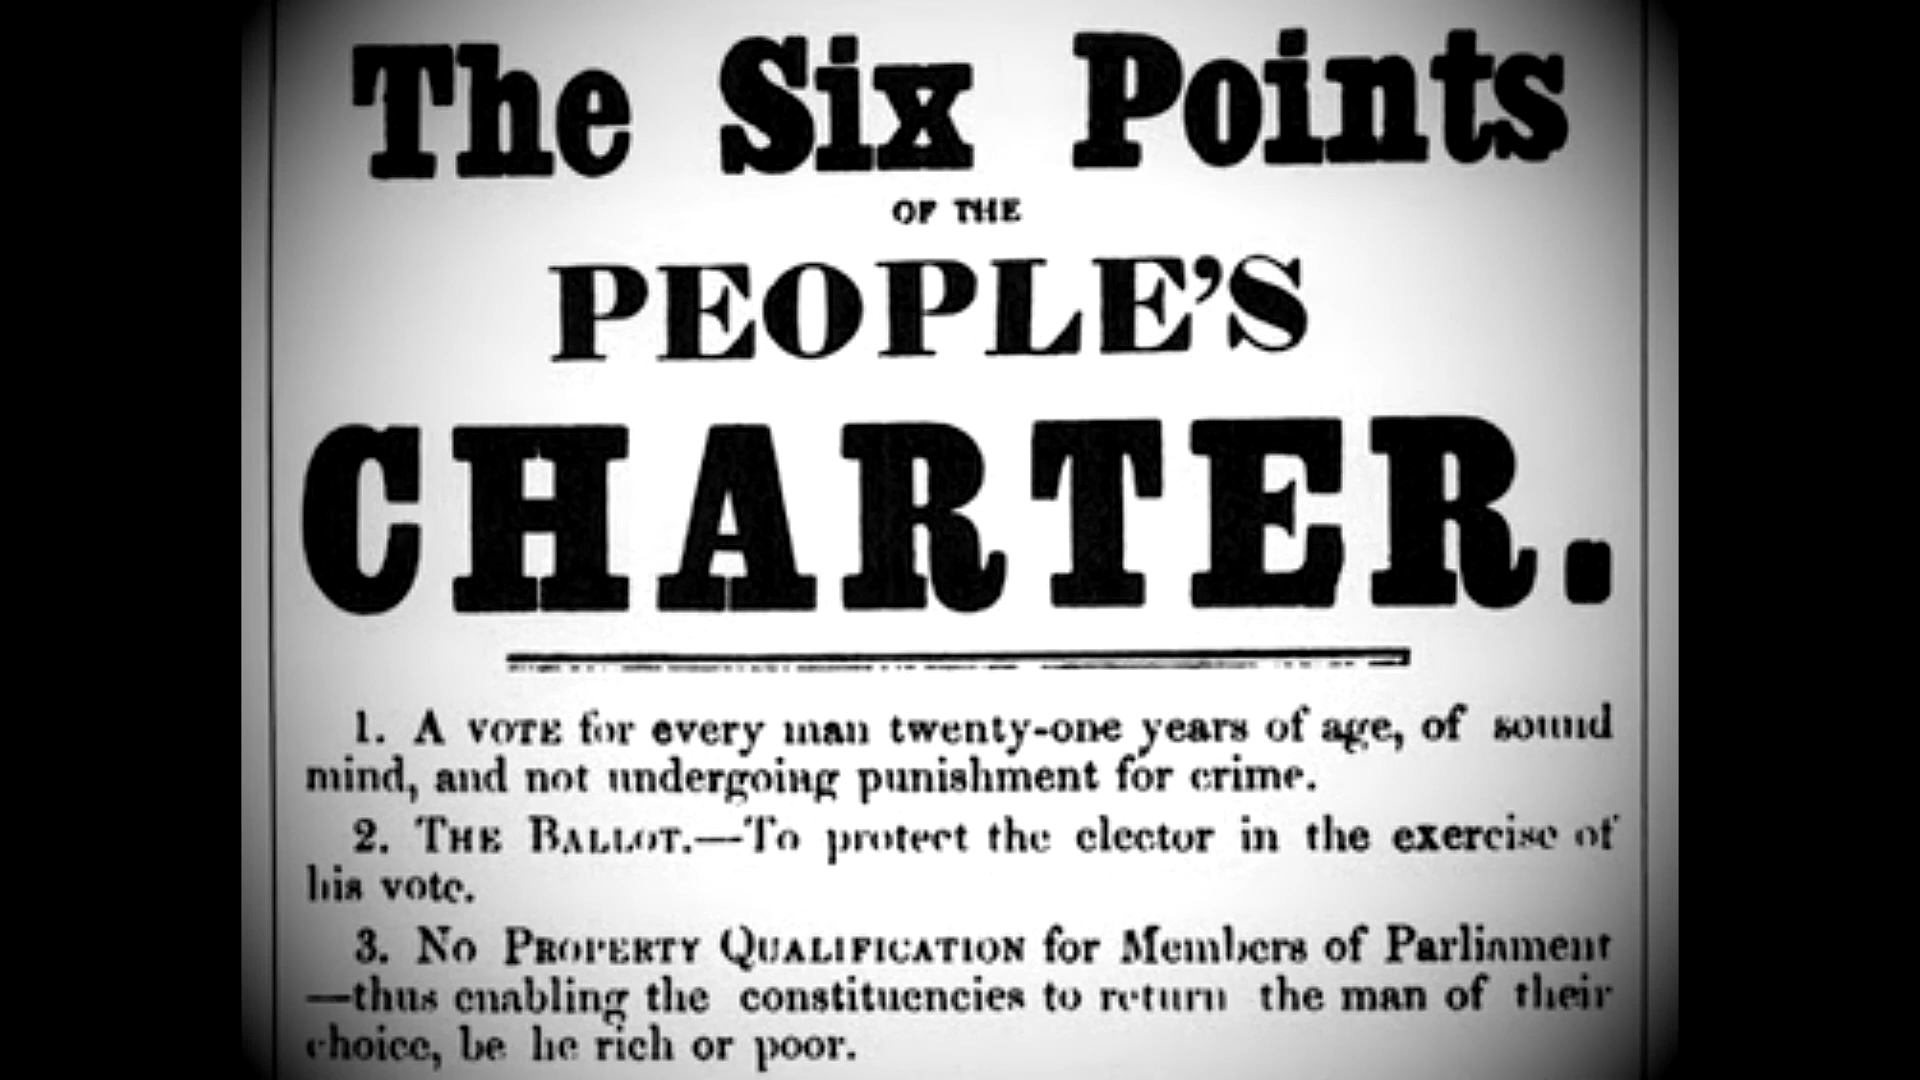 The Six Points
OF THE
PEOPLE'S
CHARTER.
1. A VOTE for every man twenty-one years of age, of sound
mind, and not undergoing punishment for crime.
2. THE BALLOT.—To protect the elector in the exercise of
his vote.
3. NO PROPERTY QUALIFICATION for Members of Parliament
—thus enabling the constituencies to return the man of their
choice, be he rich or poor.